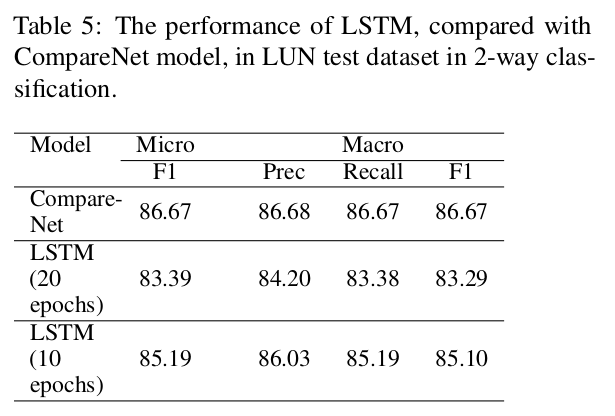 Table 5: The performance of LSTM, compared with
CompareNet model, in LUN test dataset in 2-way clas-
sification.
Model Micro Macro
F1 Prec Recall F1
Compare-
Net 86.67 86.68 86.67 86.67
LSTM
(20 83.39 84.20 83.38 83.29
epochs)
LSTM
(10 85.19 86.03 85.19 85.10
epochs)